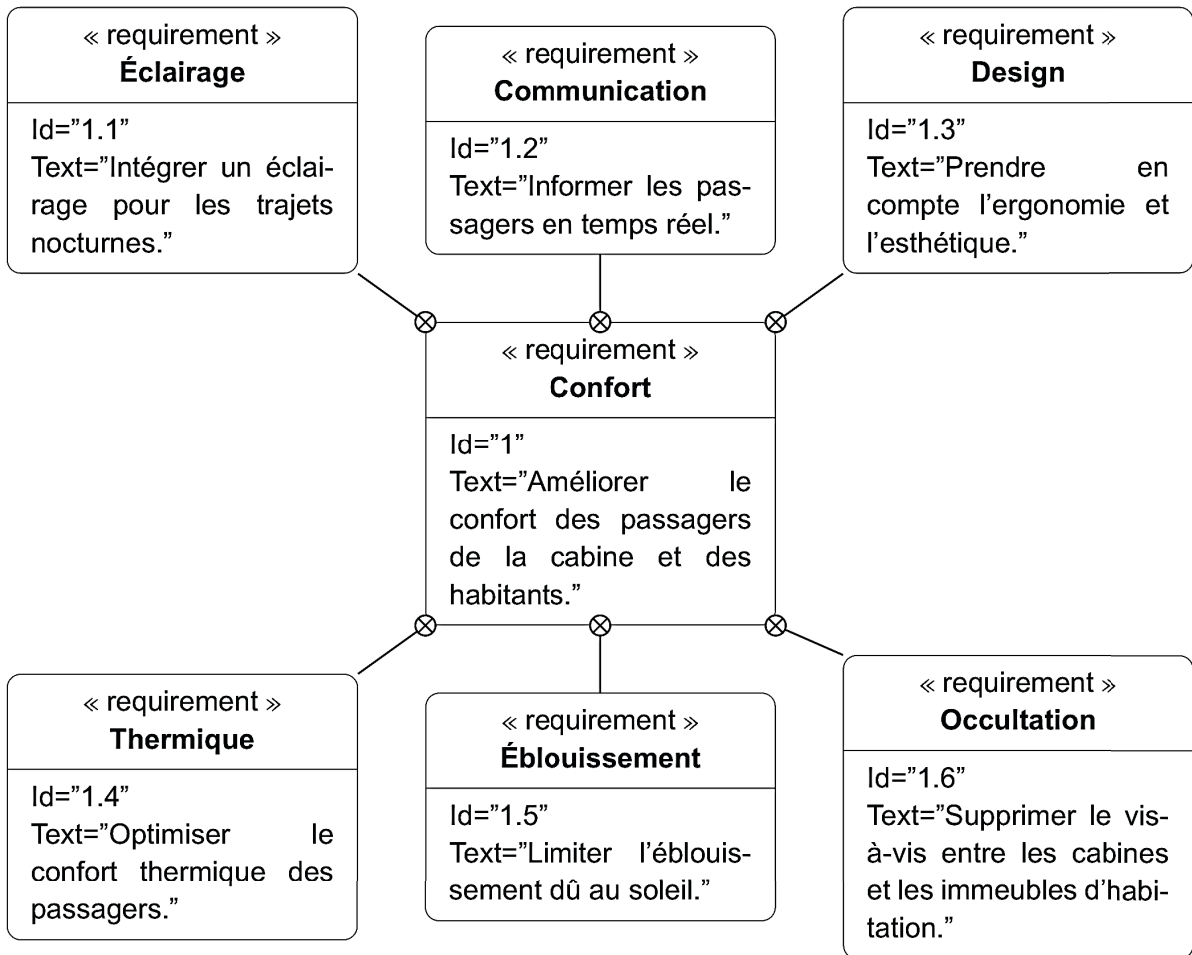 « requirement »
Éclairage
Id=”1.1”
Text=”Intégrer un éclai-
rage pour les trajets
nocturnes.”
« requirement »
Communication
Id=”1.2”
Text=”Informer les pas-
sagers en temps réel.”
« requirement »
Design
Id=”1.3”
Text=”Prendre en
compte l’ergonomie et
l’esthétique.”
« requirement »
Confort
Id=”1”
Text=”Améliorer le
confort des passagers
de la cabine et des
habitants.”
« requirement »
Thermique
Id=”1.4”
Text=”Optimiser le
confort thermique des
passagers.”
« requirement »
Éblouissement
Id=”1.5”
Text=”Limiter l’éblouis-
sement dû au soleil.”
« requirement »
Occultation
Id=”1.6”
Text=”Supprimer le vis-
à-vis entre les cabines
et les immeubles d’habi-
tation.”